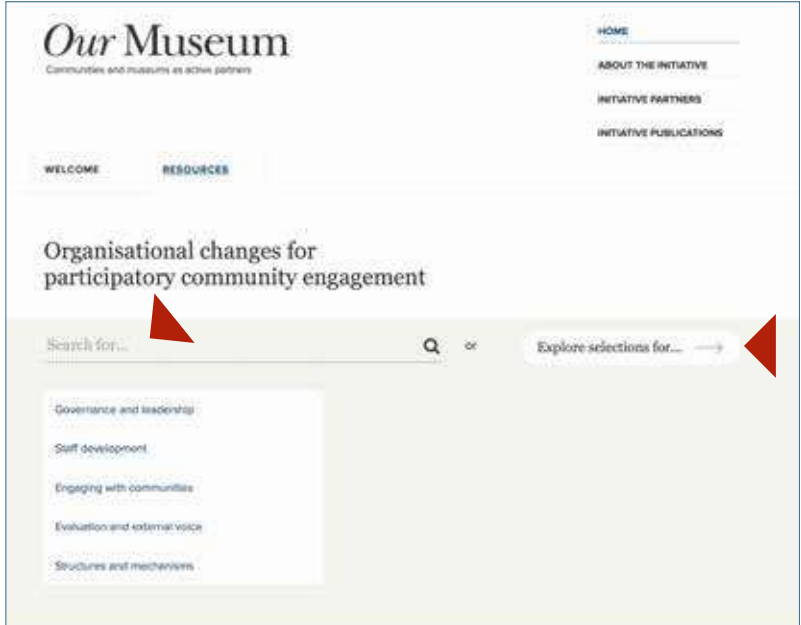 Our Museum
Communities and museums as active partners
HOME
ABOUT THE INITIATIVE
INITIATIVE PARTNERS
INITIATIVE PUBLICATIONS
WELCOME
RESOURCES
Organisational changes for
participatory community engagement
Search for...
or
Explore selections for...
Governance and leadership
Staff development
Engaging with communities
Evaluation and external voice
Structures and mechanisms